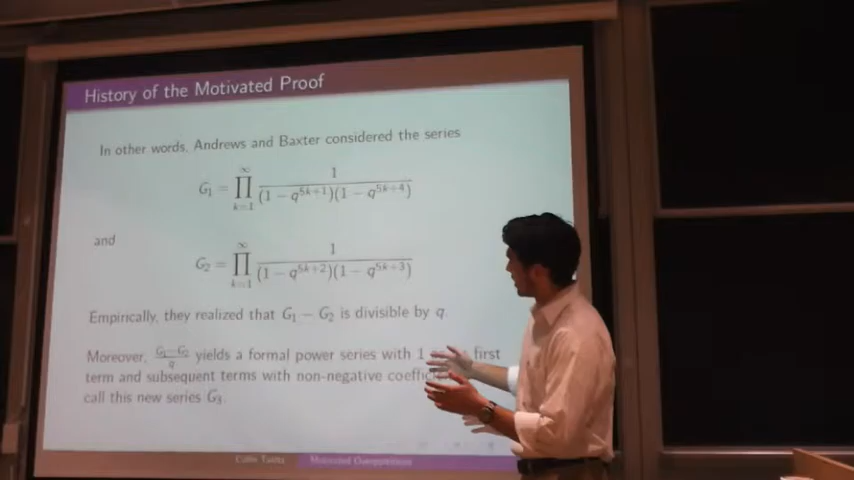 History of the Motivated Proof
In other words, Andrews and Baxter considered the series
G₁ = ∏_{k=1}^{∞} 1 / ((1 − q^{5k+1})(1 − q^{5k+4}))
and
G₂ = ∏_{k=1}^{∞} 1 / ((1 − q^{5k+2})(1 − q^{5k+3}))
Empirically, they realized that G₁ − G₂ is divisible by q.
Moreover, (G₁−G₂)/q yields a formal power series with 1 first
term and subsequent terms with non-negative
call this new series G₃.
Motivated